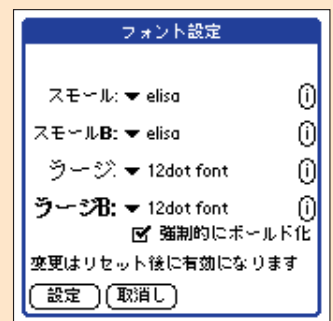 フォント設定
スモール: elisa
スモールB: elisa
ラージ: 12dot font
ラージB: 12dot font
強制的にボールド化
変更はリセット後に有効になります
設定 取消し